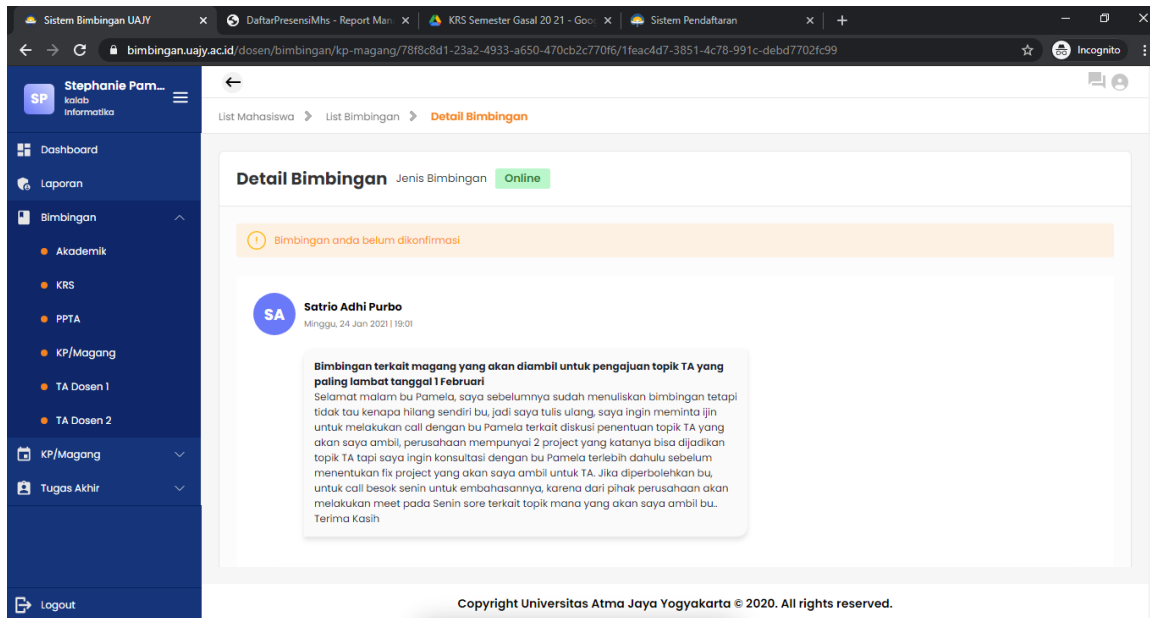 Sistem Bimbingan UAJY
DaftarPresensiMhs - Report Man
KRS Semester Gasal 20 21 - Goo
Sistem Pendaftaran
bimbingan.uajy.ac.id/dosen/bimbingan/kp-magang/78f8c8d1-23a2-4933-a650-470cb2c770f6/1feac4d7-3851-4c78-991c-debd7702fc99
Incognito
SP
Stephanie Pam...
kalab
Informatika
List Mahasiswa
List Bimbingan
Detail Bimbingan
Dashboard
Laporan
Bimbingan
Akademik
KRS
PPTA
KP/Magang
TA Dosen 1
TA Dosen 2
KP/Magang
Tugas Akhir
Logout
Detail Bimbingan Jenis Bimbingan Online
Bimbingan anda belum dikonfirmasi
SA
Satrio Adhi Purbo
Minggu, 24 Jan 2021 | 19:01
Bimbingan terkait magang yang akan diambil untuk pengajuan topik TA yang
paling lambat tanggal 1 Februari
Selamat malam bu Pamela, saya sebelumnya sudah menuliskan bimbingan tetapi
tidak tau kenapa hilang sendiri bu, jadi saya tulis ulang, saya ingin meminta ijin
untuk melakukan call dengan bu Pamela terkait diskusi penentuan topik TA yang
akan saya ambil, perusahaan mempunyai 2 project yang katanya bisa dijadikan
topik TA tapi saya ingin konsultasi dengan bu Pamela terlebih dahulu sebelum
menentukan fix project yang akan saya ambil untuk TA. Jika diperbolehkan bu,
untuk call besok senin untuk embahasannya, karena dari pihak perusahaan akan
melakukan meet pada Senin sore terkait topik mana yang akan saya ambil bu..
Terima Kasih
Copyright Universitas Atma Jaya Yogyakarta © 2020. All rights reserved.